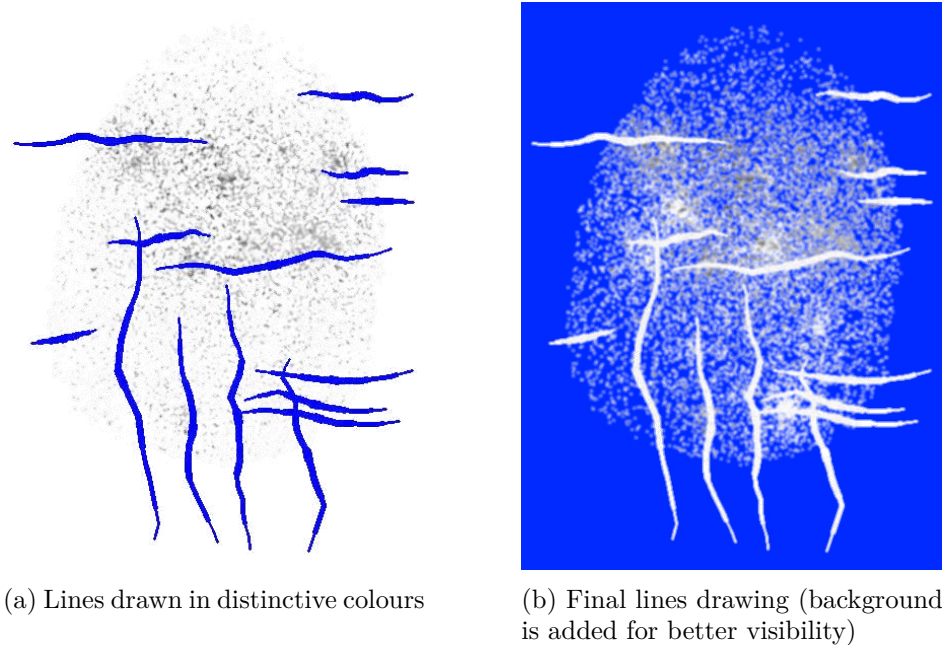 (a) Lines drawn in distinctive colours
(b) Final lines drawing (background
is added for better visibility)